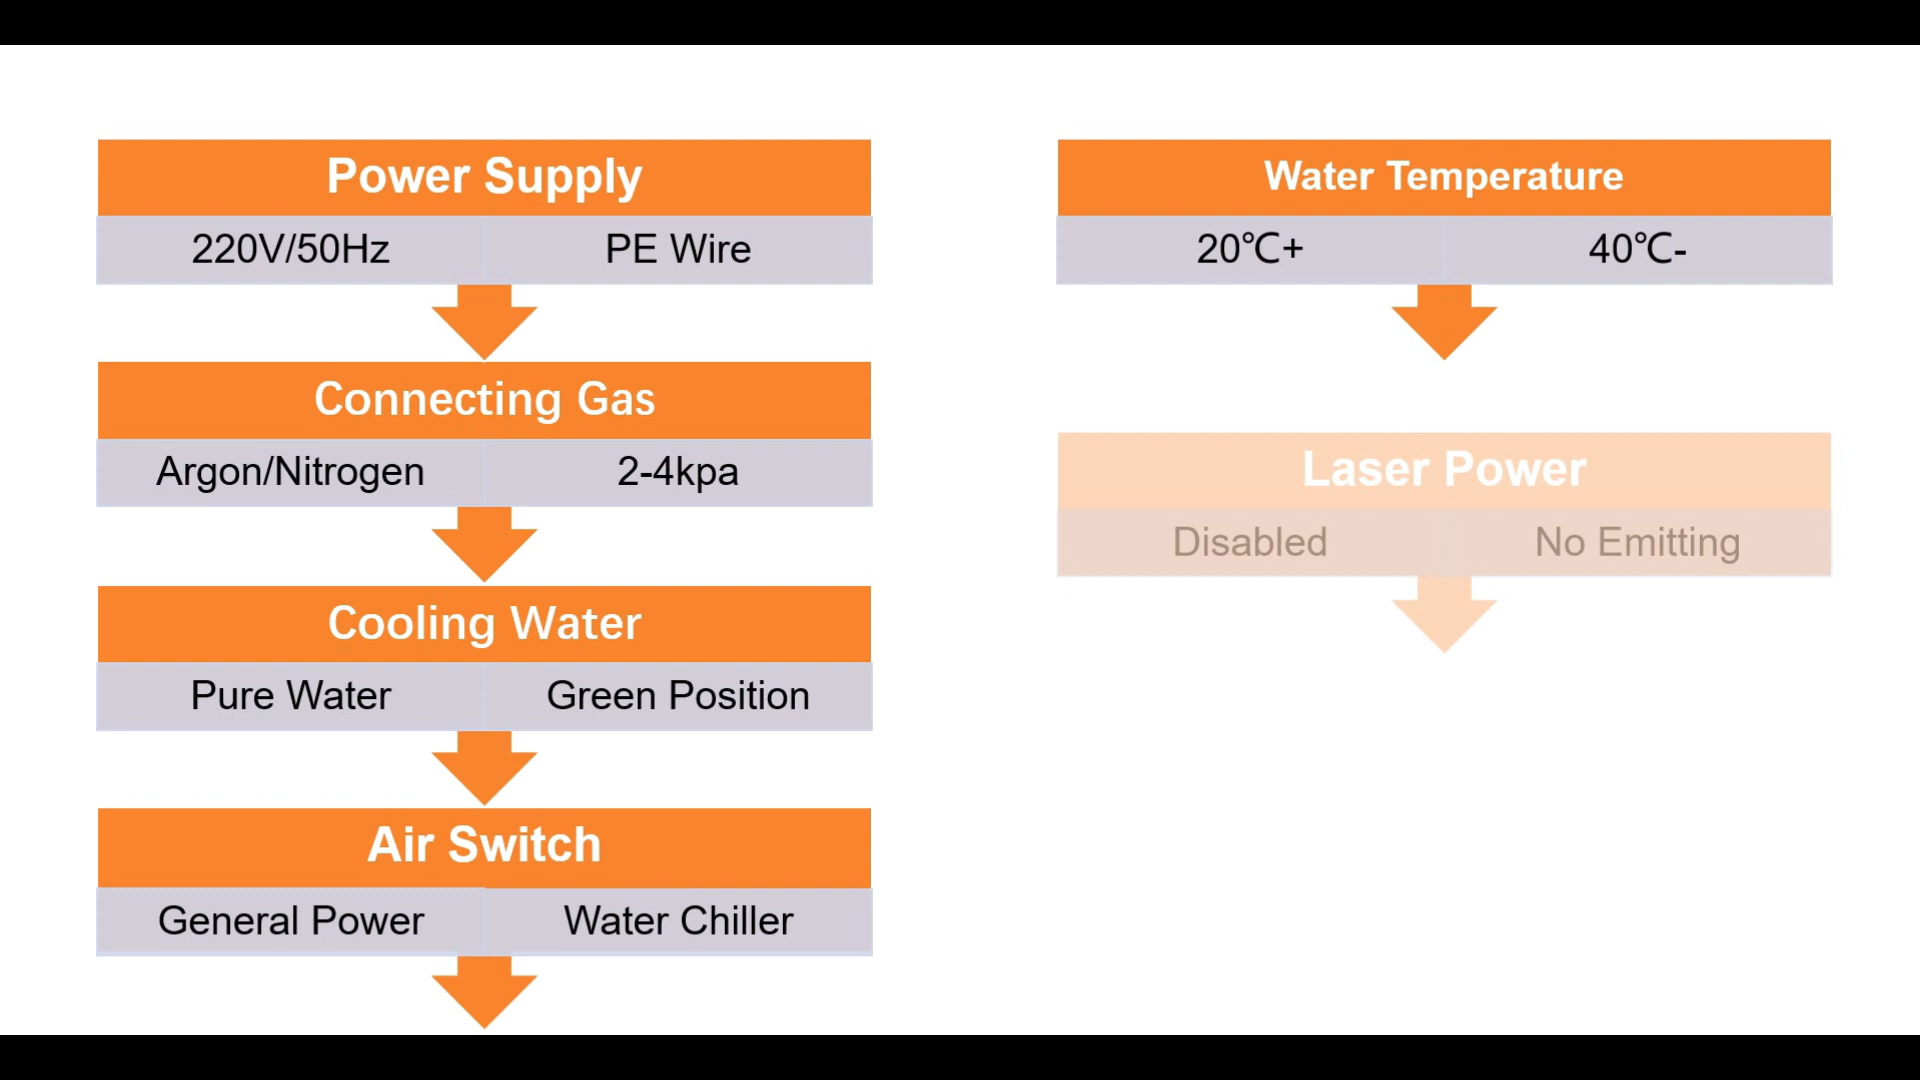 Power Supply
220V/50Hz PE Wire
Connecting Gas
Argon/Nitrogen 2-4kpa
Cooling Water
Pure Water Green Position
Air Switch
General Power Water Chiller
Water Temperature
20℃+ 40℃-
Laser Power
Disabled No Emitting